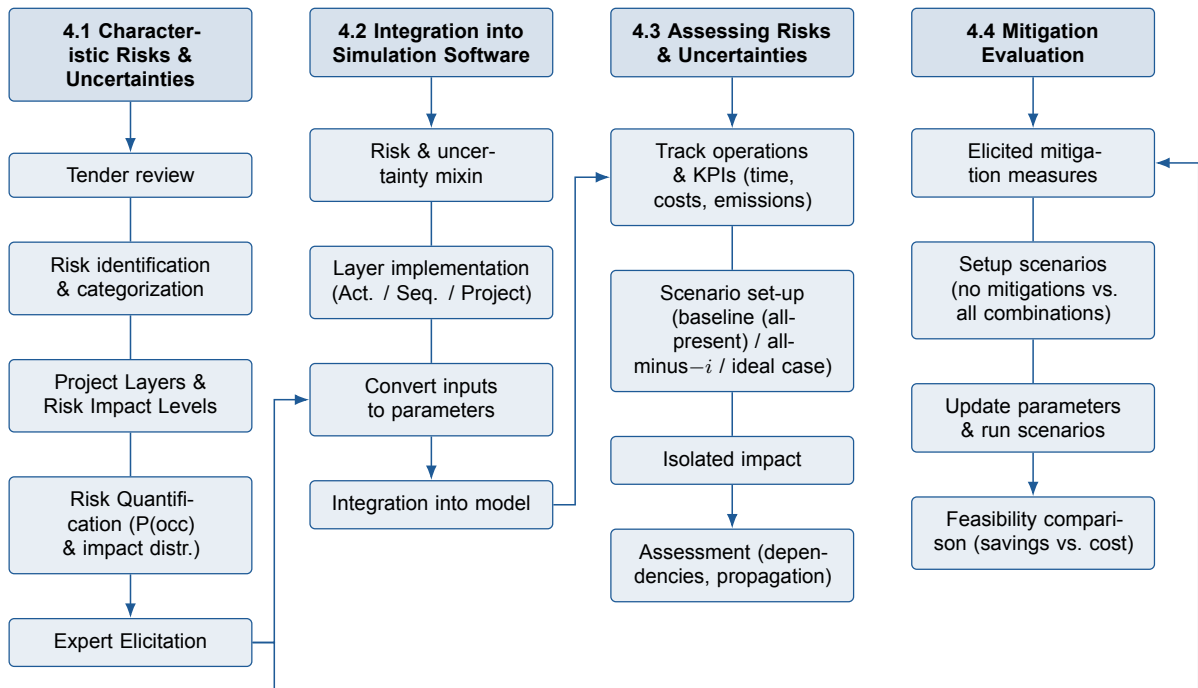 4.1 Character-
istic Risks &
Uncertainties
Tender review
Risk identification
& categorization
Project Layers &
Risk Impact Levels
Risk Quantifi-
cation (P(occ)
& impact distr.)
Expert Elicitation
4.2 Integration into
Simulation Software
Risk & uncer-
tainty mixin
Layer implementation
(Act. / Seq. / Project)
Convert inputs
to parameters
Integration into model
4.3 Assessing Risks
& Uncertainties
Track operations
& KPIs (time,
costs, emissions)
Scenario set-up
(baseline (all-
present) / all-
minus−i / ideal case)
Isolated impact
Assessment (depen-
dencies, propagation)
4.4 Mitigation
Evaluation
Elicited mitiga-
tion measures
Setup scenarios
(no mitigations vs.
all combinations)
Update parameters
& run scenarios
Feasibility compari-
son (savings vs. cost)